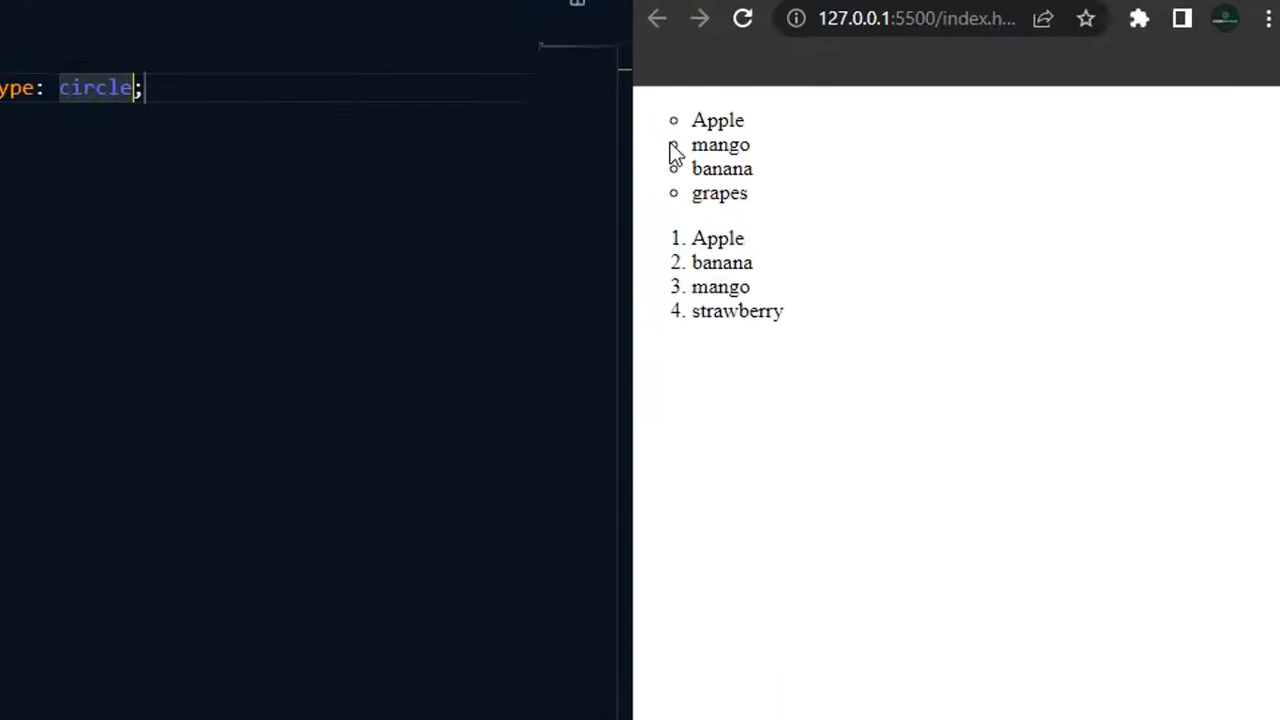 ype: circle;
127.0.0.1:5500/index.h...
Apple
mango
banana
grapes
1. Apple
2. banana
3. mango
4. strawberry